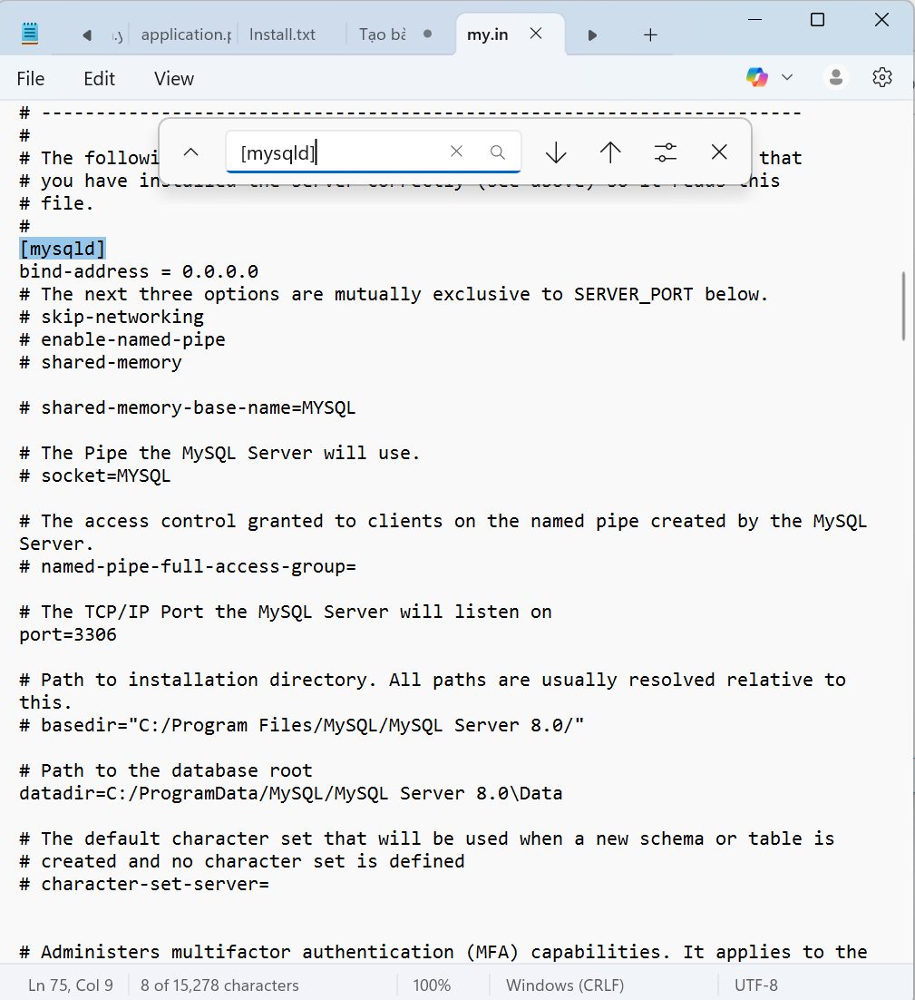 .y
application.p
Install.txt
Tạo bả
my.in
File
Edit
View
# ----------------------------------------------------------------------
#
[mysqld]
# The followi that
# you have installed the server correctly (see above) so it reads this
# file.
#
[mysqld]
bind-address = 0.0.0.0
# The next three options are mutually exclusive to SERVER_PORT below.
# skip-networking
# enable-named-pipe
# shared-memory
# shared-memory-base-name=MYSQL
# The Pipe the MySQL Server will use.
# socket=MYSQL
# The access control granted to clients on the named pipe created by the MySQL
Server.
# named-pipe-full-access-group=
# The TCP/IP Port the MySQL Server will listen on
port=3306
# Path to installation directory. All paths are usually resolved relative to
this.
# basedir="C:/Program Files/MySQL/MySQL Server 8.0/"
# Path to the database root
datadir=C:/ProgramData/MySQL/MySQL Server 8.0\Data
# The default character set that will be used when a new schema or table is
# created and no character set is defined
# character-set-server=
# Administers multifactor authentication (MFA) capabilities. It applies to the
Ln 75, Col 9
8 of 15,278 characters
100%
Windows (CRLF)
UTF-8